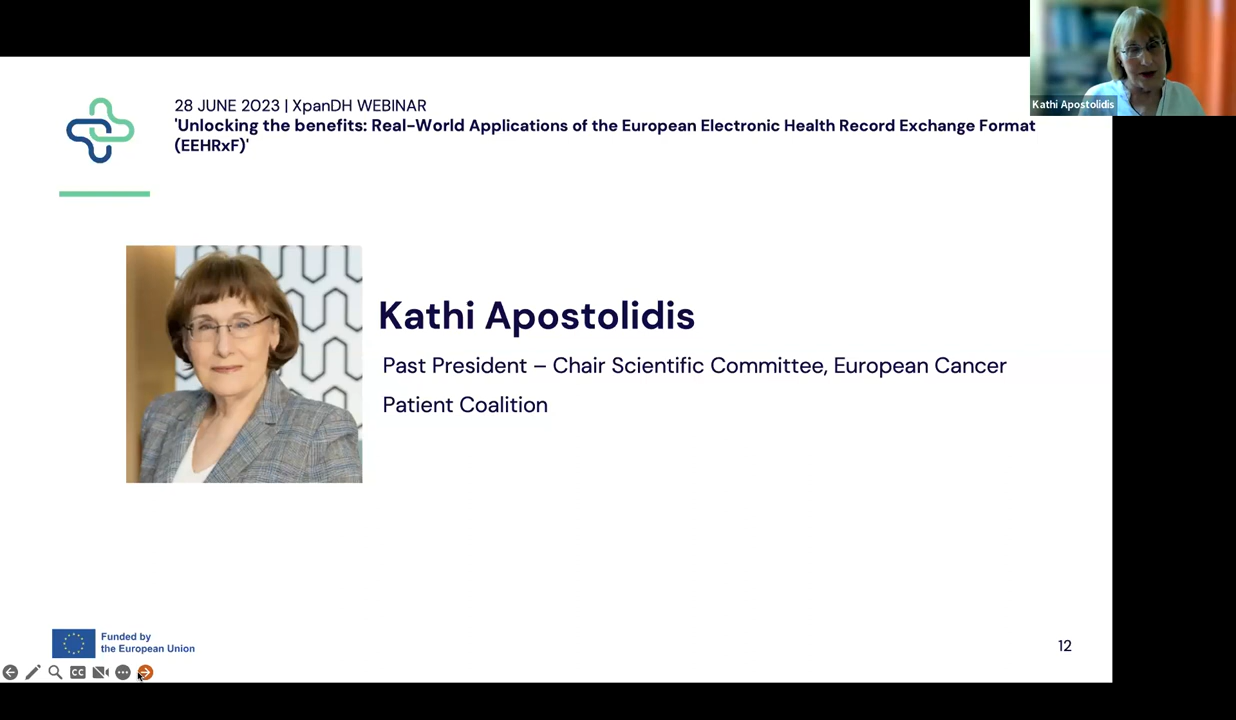 28 JUNE 2023 | XpanDH WEBINAR
'Unlocking the benefits: Real-World Applications of the European Electronic Health Record Exchange Format
(EEHRxF)'
Kathi Apostolidis
Kathi Apostolidis
Past President – Chair Scientific Committee, European Cancer
Patient Coalition
Funded by
the European Union
12
CC